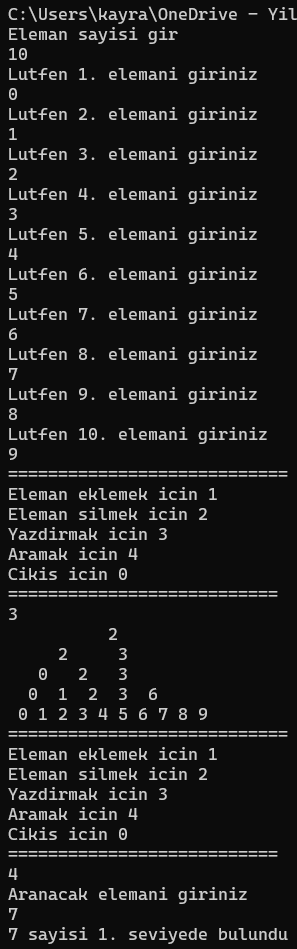 C:\Users\kayra\OneDrive - Yil
Eleman sayisi gir
10
Lutfen 1. elemani giriniz
0
Lutfen 2. elemani giriniz
1
Lutfen 3. elemani giriniz
2
Lutfen 4. elemani giriniz
3
Lutfen 5. elemani giriniz
4
Lutfen 6. elemani giriniz
5
Lutfen 7. elemani giriniz
6
Lutfen 8. elemani giriniz
7
Lutfen 9. elemani giriniz
8
Lutfen 10. elemani giriniz
9
============================
Eleman eklemek icin 1
Eleman silmek icin 2
Yazdirmak icin 3
Aramak icin 4
Cikis icin 0
===========================
3
          2
     2     3
   0   2   3
  0  1  2  3  6
 0 1 2 3 4 5 6 7 8 9
============================
Eleman eklemek icin 1
Eleman silmek icin 2
Yazdirmak icin 3
Aramak icin 4
Cikis icin 0
===========================
4
Aranacak elemani giriniz
7
7 sayisi 1. seviyede bulundu